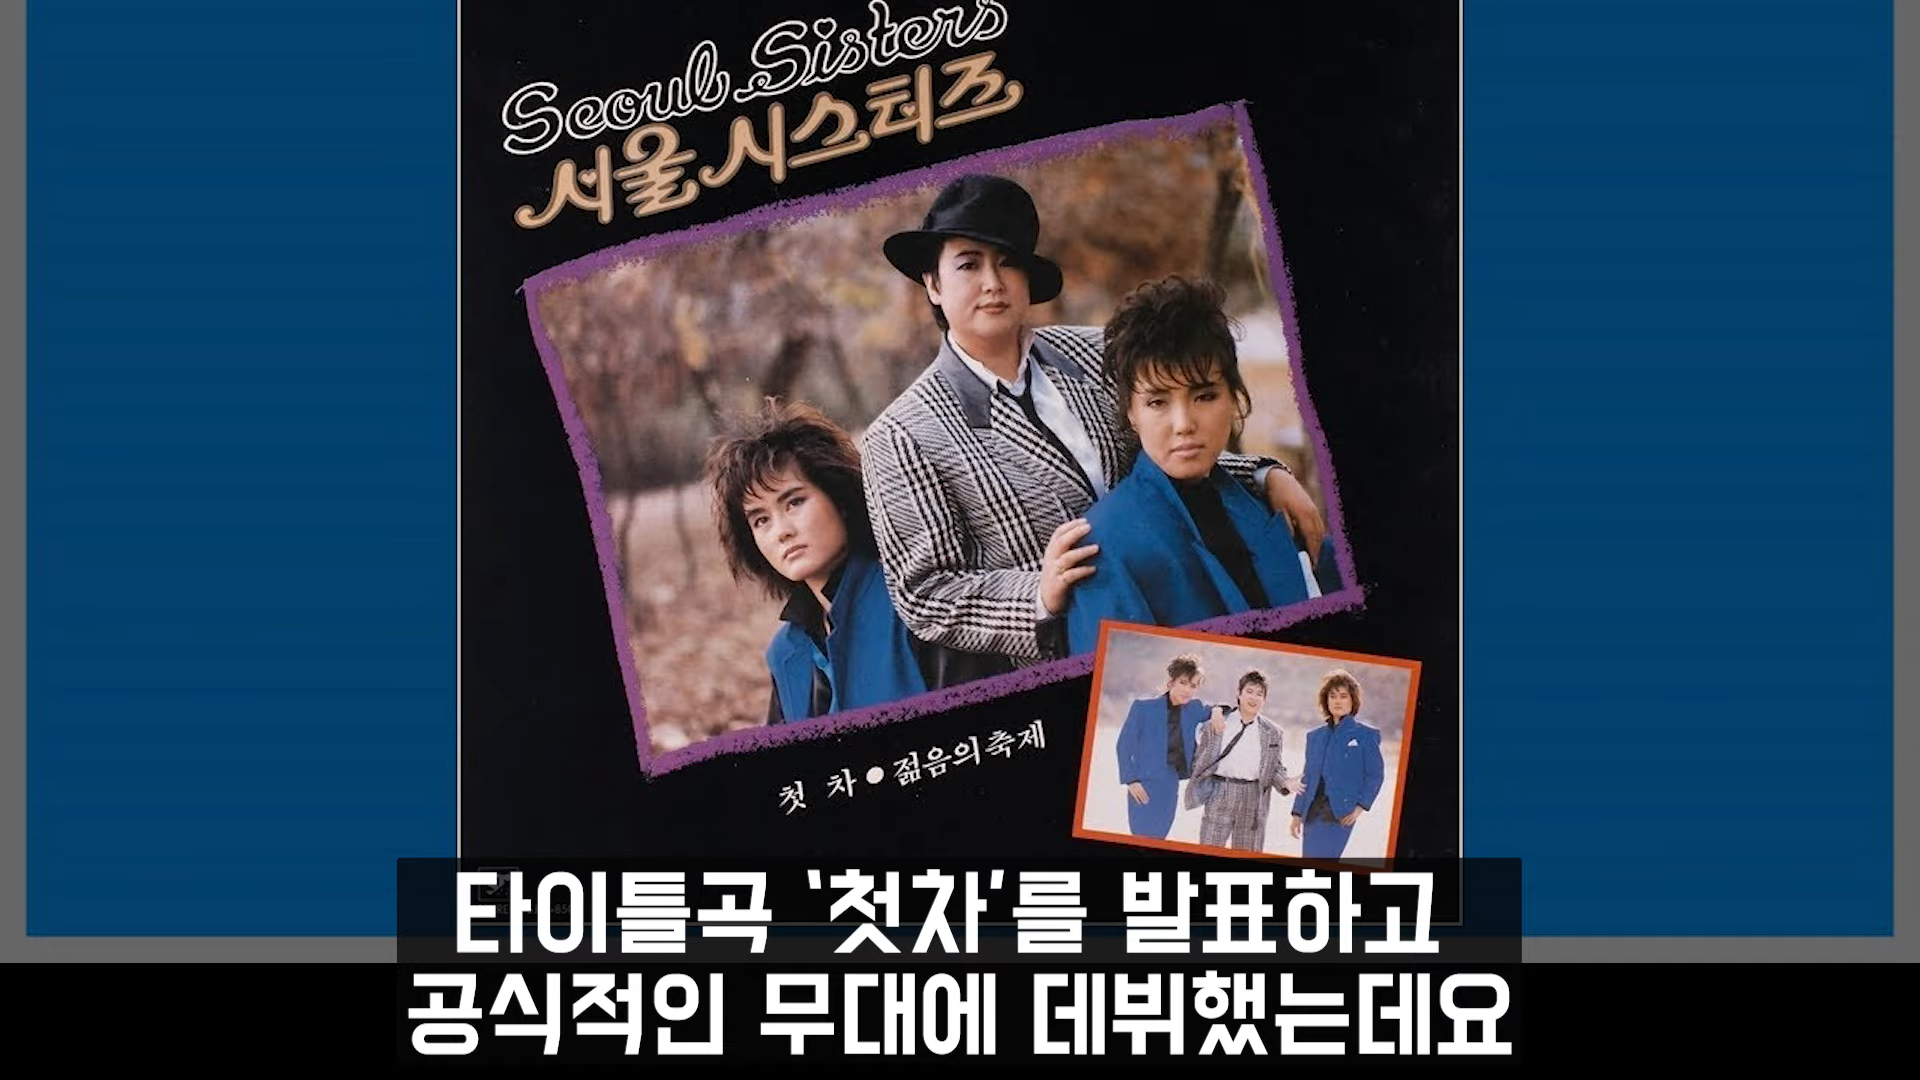 Seoul Sisters
서울 시스터즈
첫 차 ● 젊음의 축제
타이틀곡 '첫차'를 발표하고
공식적인 무대에 데뷔했는데요